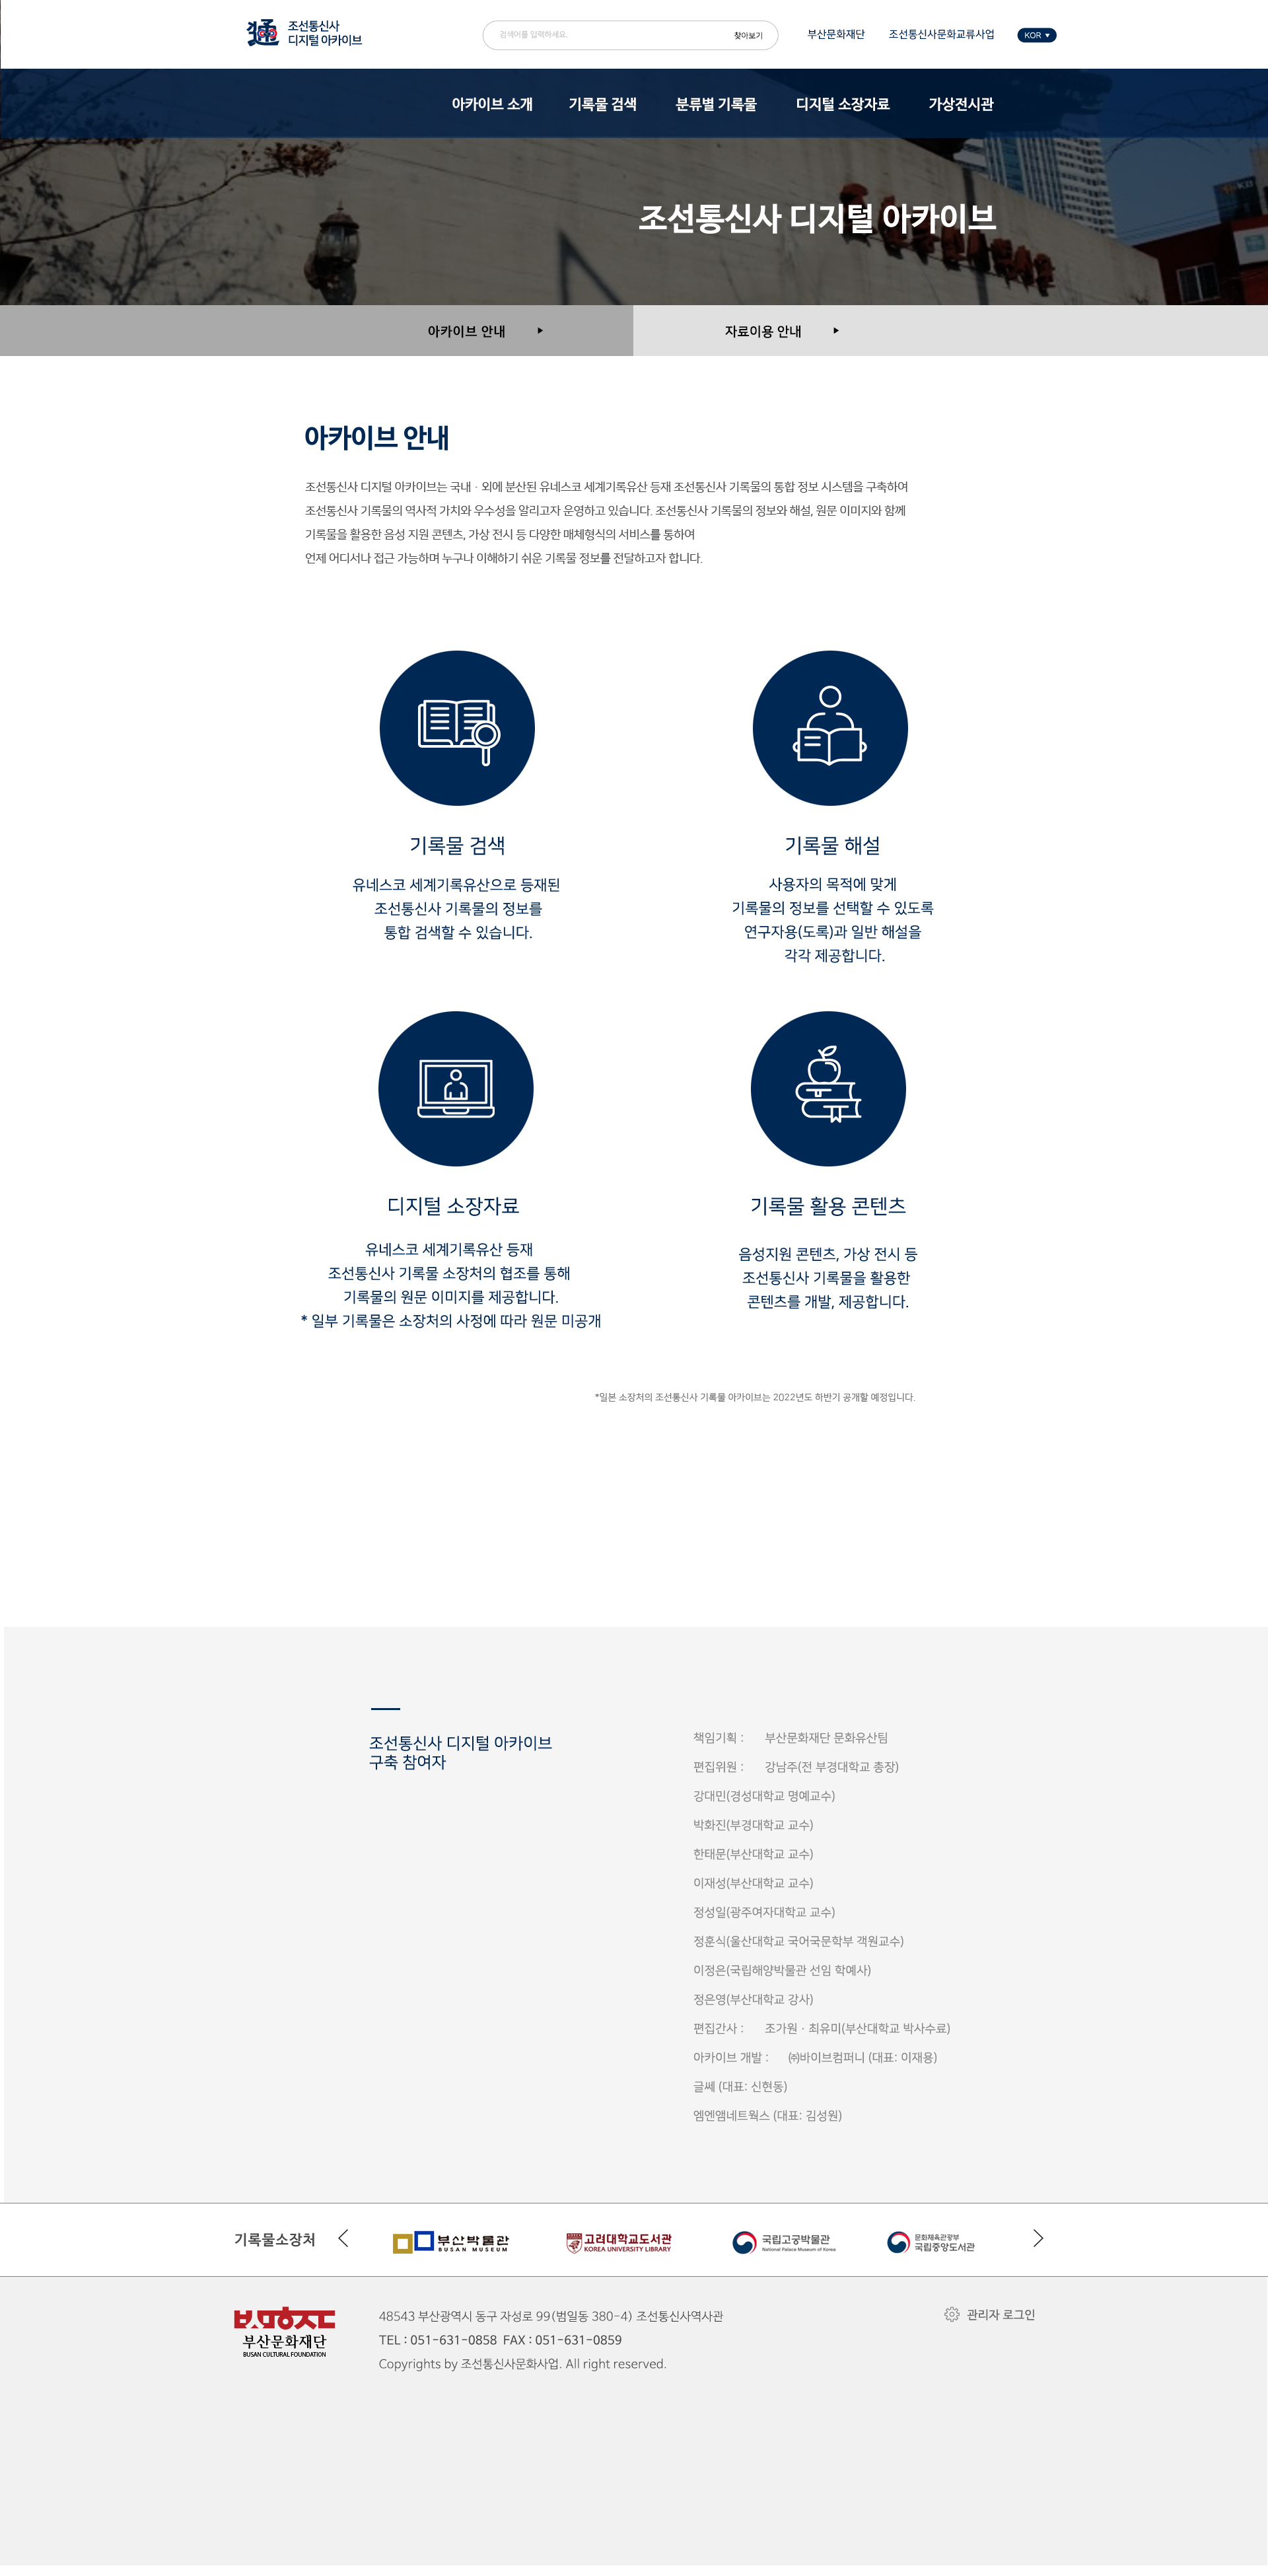 通 조선통신사
디지털 아카이브
검색어를 입력하세요.
찾아보기
부산문화재단
조선통신사문화교류사업
KOR ▼
아카이브 소개
기록물 검색
분류별 기록물
디지털 소장자료
가상전시관
조선통신사 디지털 아카이브
아카이브 안내 ▶
자료이용 안내 ▶
아카이브 안내
조선통신사 디지털 아카이브는 국내 · 외에 분산된 유네스코 세계기록유산 등재 조선통신사 기록물의 통합 정보 시스템을 구축하여
조선통신사 기록물의 역사적 가치와 우수성을 알리고자 운영하고 있습니다. 조선통신사 기록물의 정보와 해설, 원문 이미지와 함께
기록물을 활용한 음성 지원 콘텐츠, 가상 전시 등 다양한 매체형식의 서비스를 통하여
언제 어디서나 접근 가능하며 누구나 이해하기 쉬운 기록물 정보를 전달하고자 합니다.
기록물 검색
유네스코 세계기록유산으로 등재된
조선통신사 기록물의 정보를
통합 검색할 수 있습니다.
기록물 해설
사용자의 목적에 맞게
기록물의 정보를 선택할 수 있도록
연구자용(도록)과 일반 해설을
각각 제공합니다.
디지털 소장자료
유네스코 세계기록유산 등재
조선통신사 기록물 소장처의 협조를 통해
기록물의 원문 이미지를 제공합니다.
* 일부 기록물은 소장처의 사정에 따라 원문 미공개
기록물 활용 콘텐츠
음성지원 콘텐츠, 가상 전시 등
조선통신사 기록물을 활용한
콘텐츠를 개발, 제공합니다.
*일본 소장처의 조선통신사 기록물 아카이브는 2022년도 하반기 공개할 예정입니다.
조선통신사 디지털 아카이브
구축 참여자
책임기획 : 부산문화재단 문화유산팀
편집위원 : 강남주(전 부경대학교 총장)
강대민(경성대학교 명예교수)
박화진(부경대학교 교수)
한태문(부산대학교 교수)
이재성(부산대학교 교수)
정성일(광주여자대학교 교수)
정훈식(울산대학교 국어국문학부 객원교수)
이정은(국립해양박물관 선임 학예사)
정은영(부산대학교 강사)
편집간사 : 조가원 · 최유미(부산대학교 박사수료)
아카이브 개발 : ㈜바이브컴퍼니 (대표: 이재용)
글쎄 (대표: 신현동)
엠엔앰네트웍스 (대표: 김성원)
기록물소장처
부산박물관
BUSAN MUSEUM
고려대학교도서관
KOREA UNIVERSITY LIBRARY
국립고궁박물관
National Palace Museum of Korea
문화체육관광부
국립중앙도서관
부산문화재단
BUSAN CULTURAL FOUNDATION
48543 부산광역시 동구 자성로 99(범일동 380-4) 조선통신사역사관
TEL : 051-631-0858 FAX : 051-631-0859
Copyrights by 조선통신사문화사업. All right reserved.
관리자 로그인